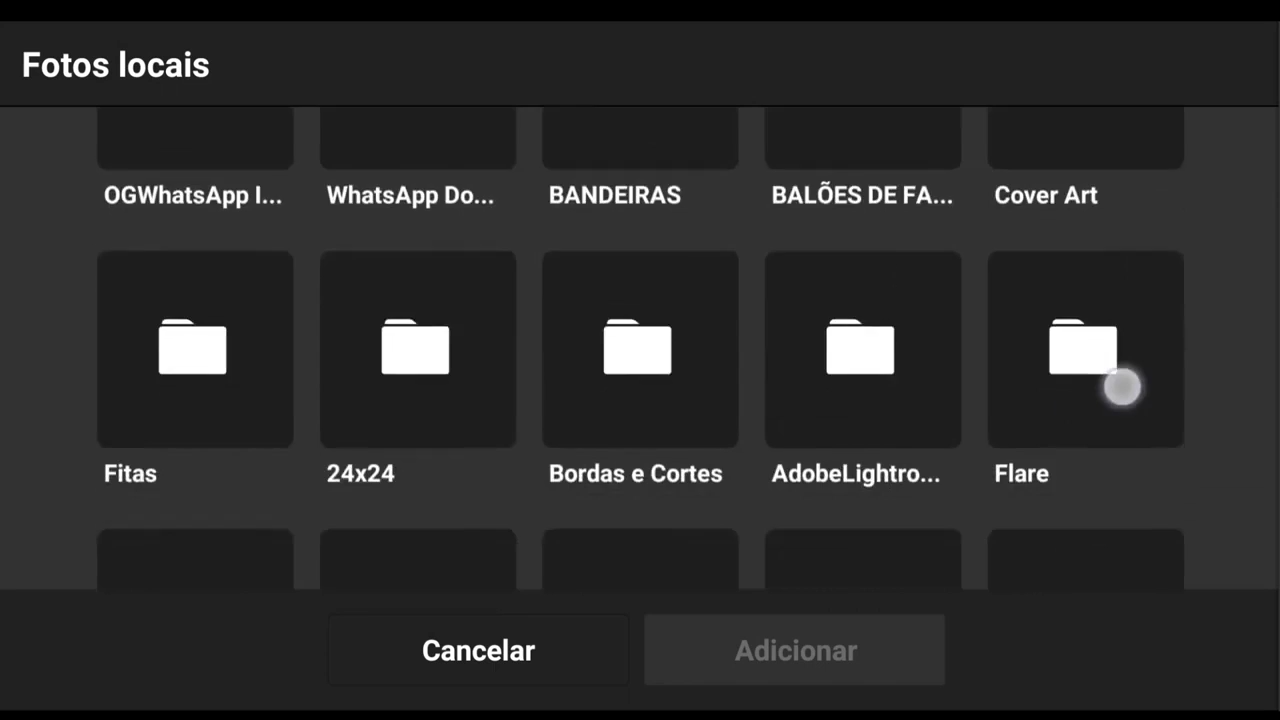 Fotos locais
OGWhatsApp I...
WhatsApp Do...
BANDEIRAS
BALÕES DE FA...
Cover Art
Fitas
24x24
Bordas e Cortes
AdobeLightro...
Flare
Cancelar
Adicionar